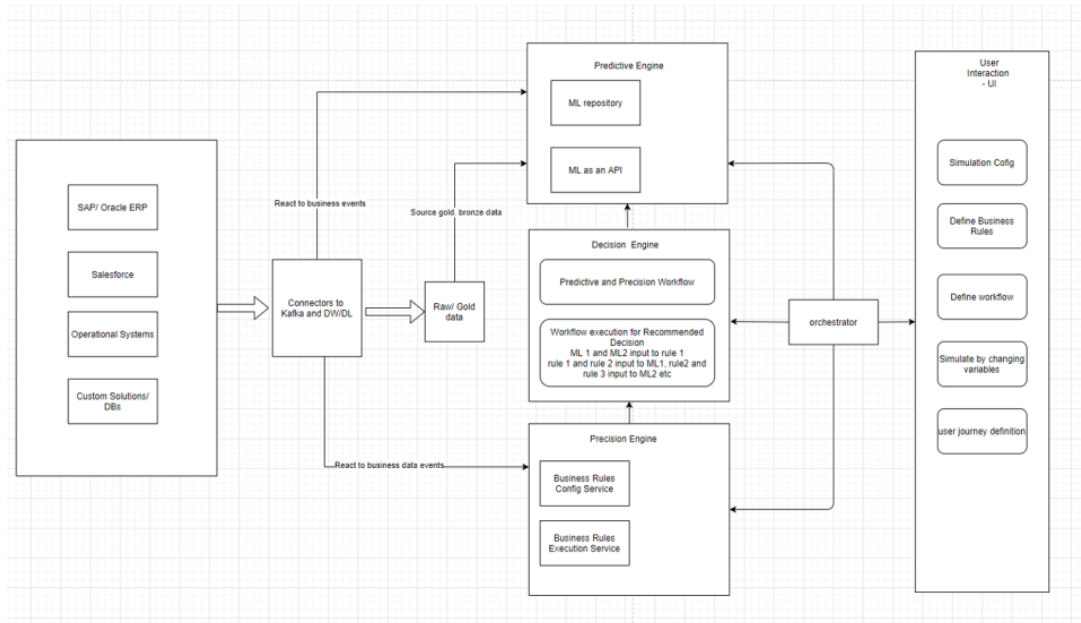 SAP/ Oracle ERP
Salesforce
Operational Systems
Custom Solutions/
DBs
Connectors to
Kafka and DW/DL
React to business events
Source gold, bronze data
Raw/ Gold
data
React to business data events
Predictive Engine
ML repository
ML as an API
Decision Engine
Predictive and Precision Workflow
Workflow execution for Recommended
Decision
ML 1 and ML2 input to rule 1
rule 1 and rule 2 input to ML1, rule2 and
rule 3 input to ML2 etc
Precision Engine
Business Rules
Config Service
Business Rules
Execution Service
orchestrator
User
Interaction
- UI
Simulation Cofig
Define Business
Rules
Define workflow
Simulate by changing
variables
user journey definition